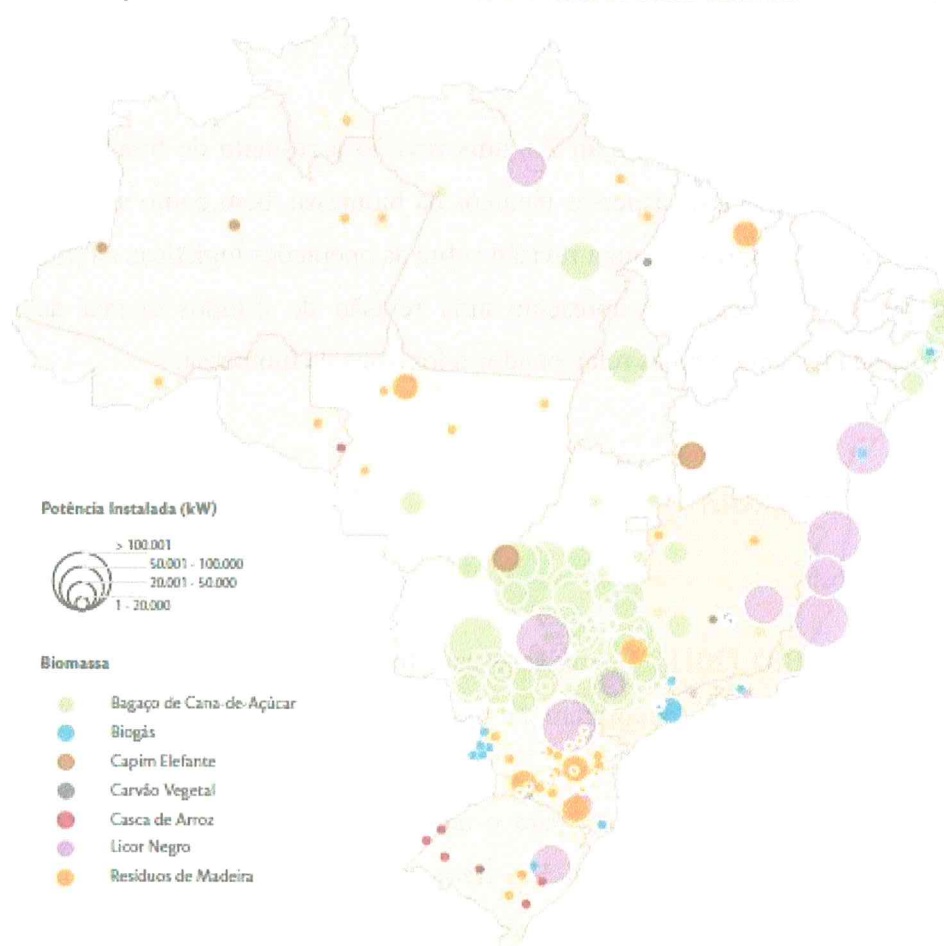 Potência Instalada (kW)
> 100.001
50.001 - 100.000
20.001 - 50.000
1 - 20.000
Biomassa
Bagaço de Cana-de-Açúcar
Biogás
Capim Elefante
Carvão Vegetal
Casca de Arroz
Licor Negro
Resíduos de Madeira